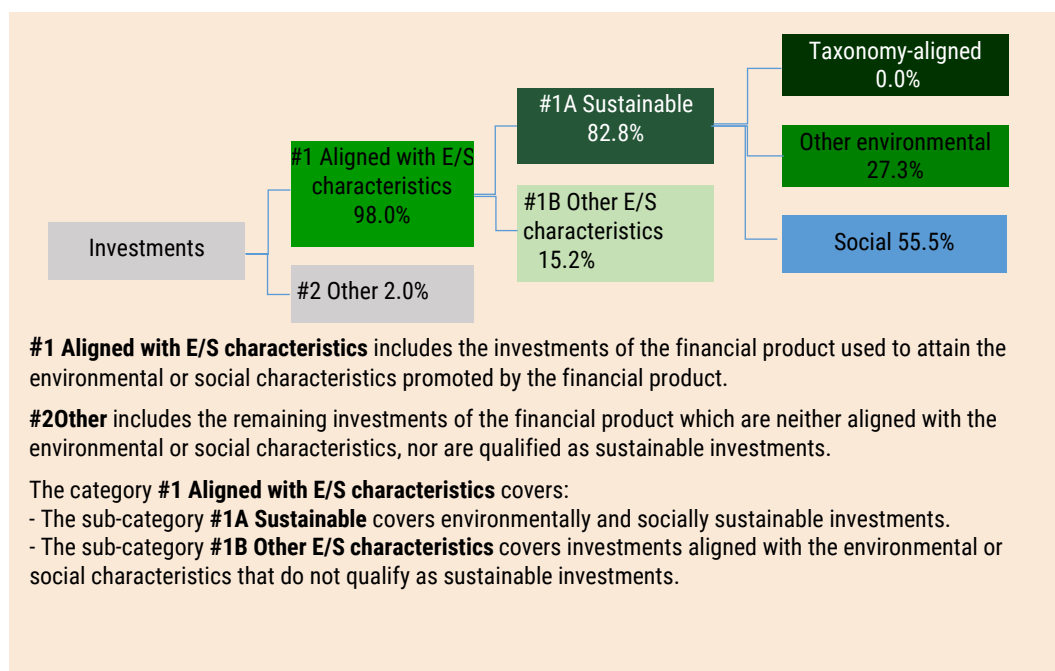 Investments
#1 Aligned with E/S
characteristics
98.0%
#2 Other 2.0%
#1A Sustainable
82.8%
#1B Other E/S
characteristics
15.2%
Taxonomy-aligned
0.0%
Other environmental
27.3%
Social 55.5%
#1 Aligned with E/S characteristics includes the investments of the financial product used to attain the
environmental or social characteristics promoted by the financial product.
#2Other includes the remaining investments of the financial product which are neither aligned with the
environmental or social characteristics, nor are qualified as sustainable investments.
The category #1 Aligned with E/S characteristics covers:
- The sub-category #1A Sustainable covers environmentally and socially sustainable investments.
- The sub-category #1B Other E/S characteristics covers investments aligned with the environmental or
social characteristics that do not qualify as sustainable investments.